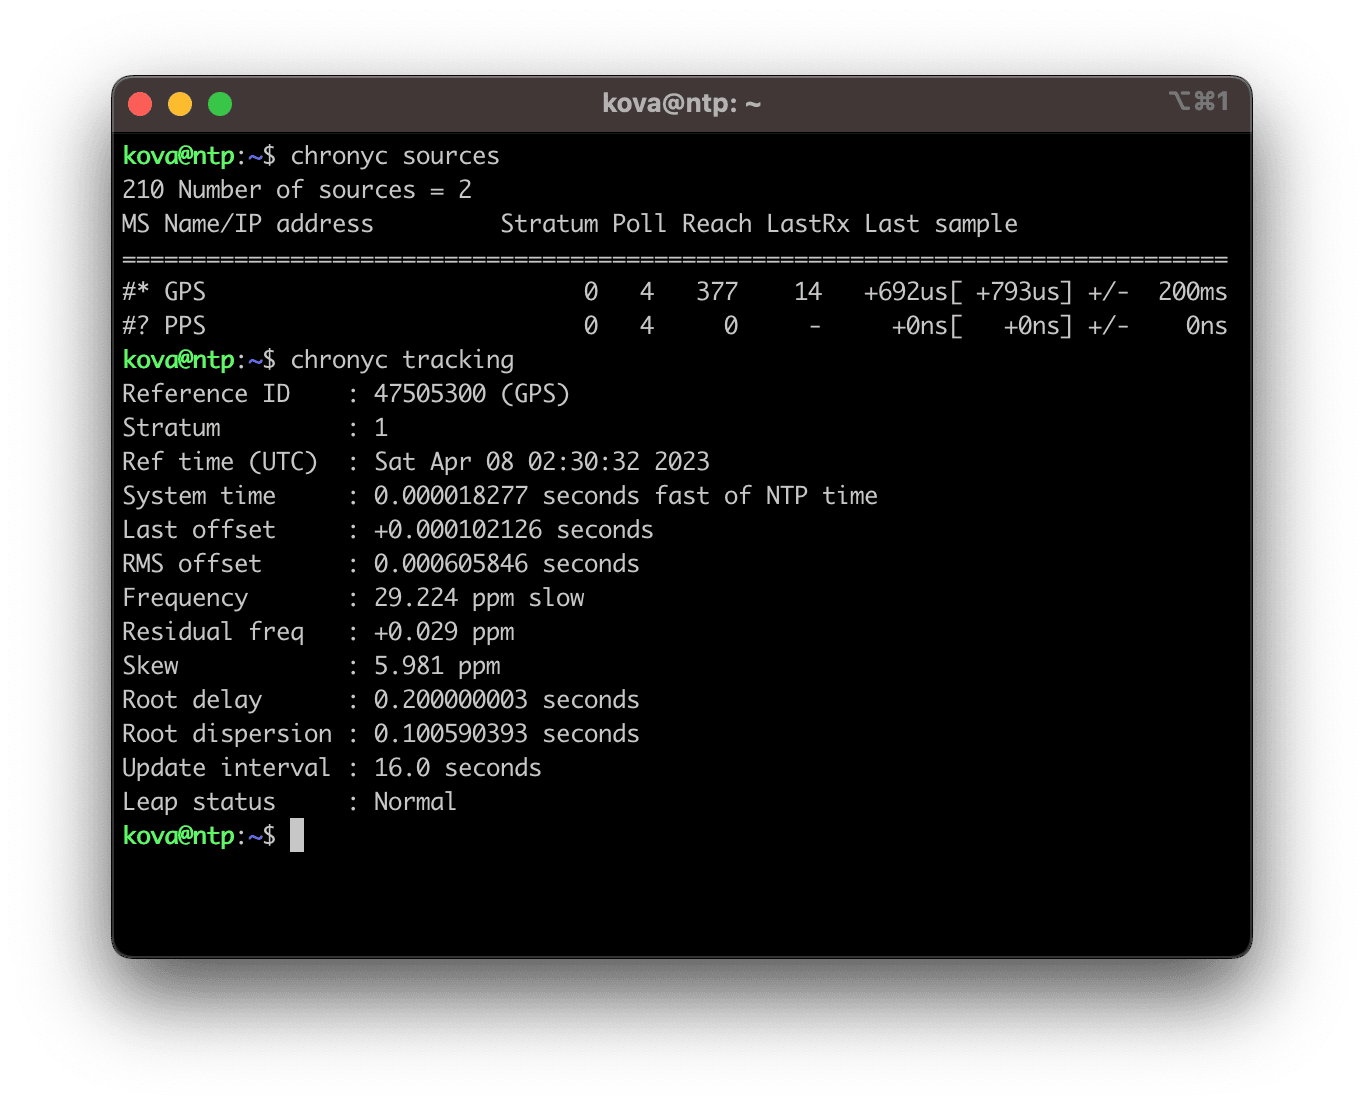 kova@ntp: ~
⌥⌘1
kova@ntp:~$ chronyc sources
210 Number of sources = 2
MS Name/IP address         Stratum Poll Reach LastRx Last sample
===============================================================================
#* GPS                           0   4   377    14   +692us[ +793us] +/-  200ms
#? PPS                           0   4     0     -     +0ns[   +0ns] +/-    0ns
kova@ntp:~$ chronyc tracking
Reference ID    : 47505300 (GPS)
Stratum         : 1
Ref time (UTC)  : Sat Apr 08 02:30:32 2023
System time     : 0.000018277 seconds fast of NTP time
Last offset     : +0.000102126 seconds
RMS offset      : 0.000605846 seconds
Frequency       : 29.224 ppm slow
Residual freq   : +0.029 ppm
Skew            : 5.981 ppm
Root delay      : 0.200000003 seconds
Root dispersion : 0.100590393 seconds
Update interval : 16.0 seconds
Leap status     : Normal
kova@ntp:~$